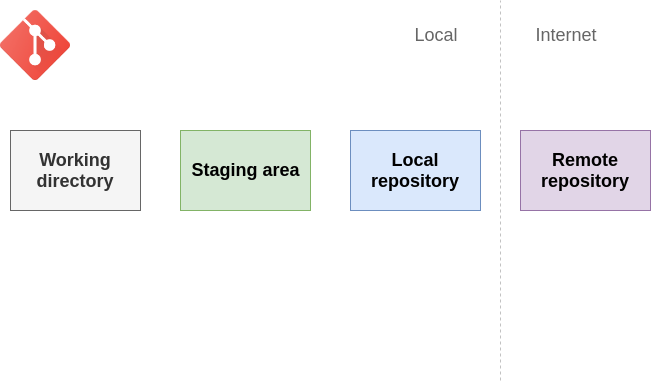 Local
Internet
Working
directory
Staging area
Local
repository
Remote
repository